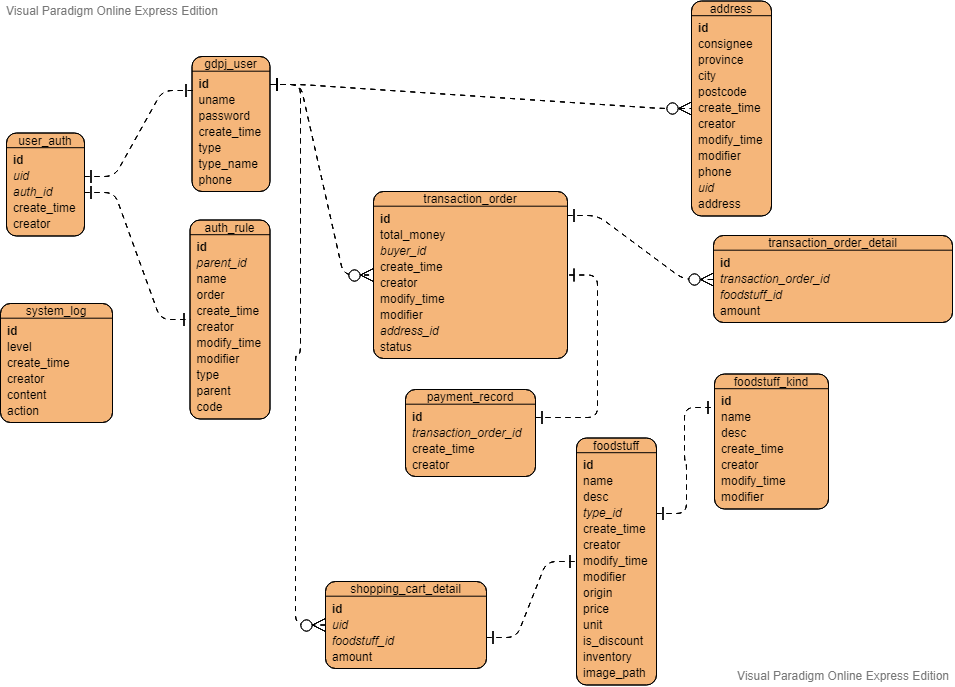 Visual Paradigm Online Express Edition
address
id
consignee
province
city
postcode
create_time
creator
modify_time
modifier
phone
uid
address
gdpj_user
id
uname
password
create_time
type
type_name
phone
user_auth
id
uid
auth_id
create_time
creator
transaction_order
id
total_money
buyer_id
create_time
creator
modify_time
modifier
address_id
status
auth_rule
id
parent_id
name
order
create_time
creator
modify_time
modifier
type
parent
code
transaction_order_detail
id
transaction_order_id
foodstuff_id
amount
system_log
id
level
create_time
creator
content
action
payment_record
id
transaction_order_id
create_time
creator
foodstuff_kind
id
name
desc
create_time
creator
modify_time
modifier
foodstuff
id
name
desc
type_id
create_time
creator
modify_time
modifier
origin
price
unit
is_discount
inventory
image_path
shopping_cart_detail
id
uid
foodstuff_id
amount
Visual Paradigm Online Express Edition